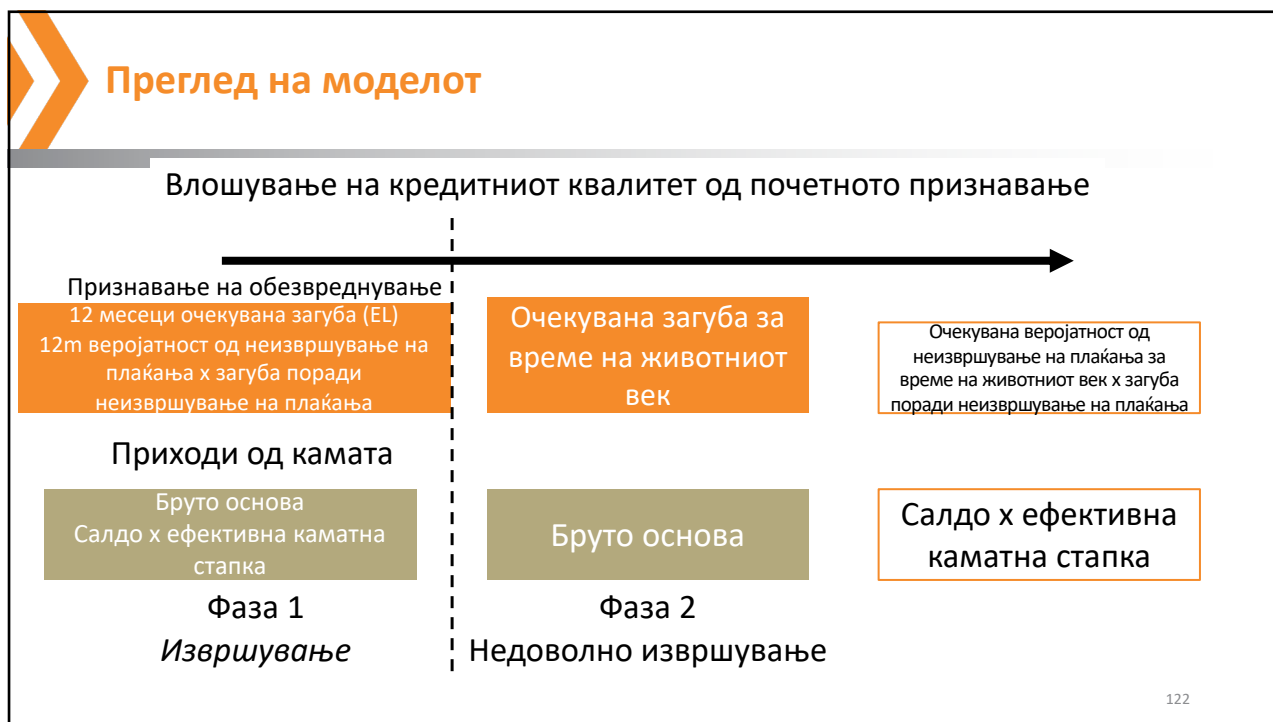 Преглед на моделот
Влошување на кредитниот квалитет од почетното признавање
Признавање на обезвреднување
12 месеци очекувана загуба (EL)
12m веројатност од неизвршување на
плаќања x загуба поради
неизвршување на плаќања
Очекувана загуба за
време на животниот
век
Очекувана веројатност од
неизвршување на плаќања за
време на животниот век x загуба
поради неизвршување на плаќања
Приходи од камата
Бруто основа
Салдо x ефективна каматна
стапка
Бруто основа
Салдо x ефективна
каматна стапка
Фаза 1
Извршување
Фаза 2
Недоволно извршување
122